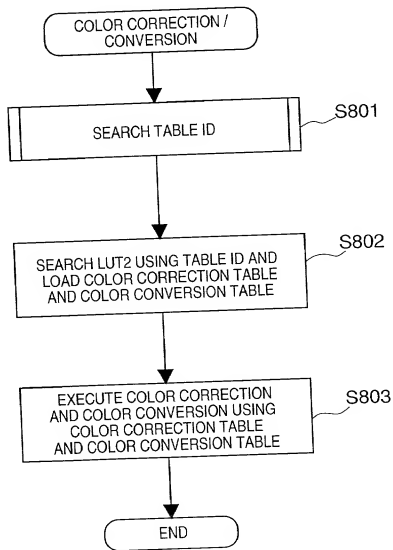 COLOR CORRECTION /
CONVERSION
SEARCH TABLE ID
S801
SEARCH LUT2 USING TABLE ID AND
LOAD COLOR CORRECTION TABLE
AND COLOR CONVERSION TABLE
S802
EXECUTE COLOR CORRECTION
AND COLOR CONVERSION USING
COLOR CORRECTION TABLE
AND COLOR CONVERSION TABLE
S803
END